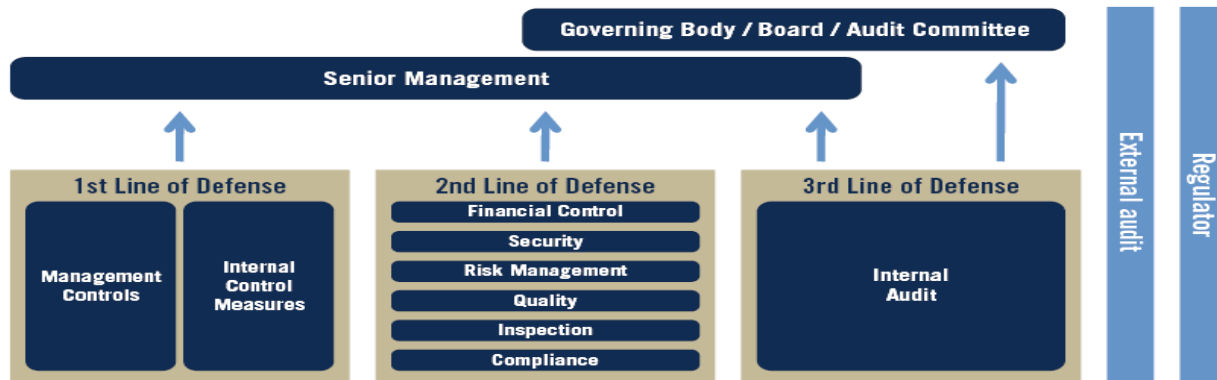 Governing Body / Board / Audit Committee
Senior Management
1st Line of Defense
Management
Controls
Internal
Control
Measures
2nd Line of Defense
Financial Control
Security
Risk Management
Quality
Inspection
Compliance
3rd Line of Defense
Internal
Audit
External audit
Regulator